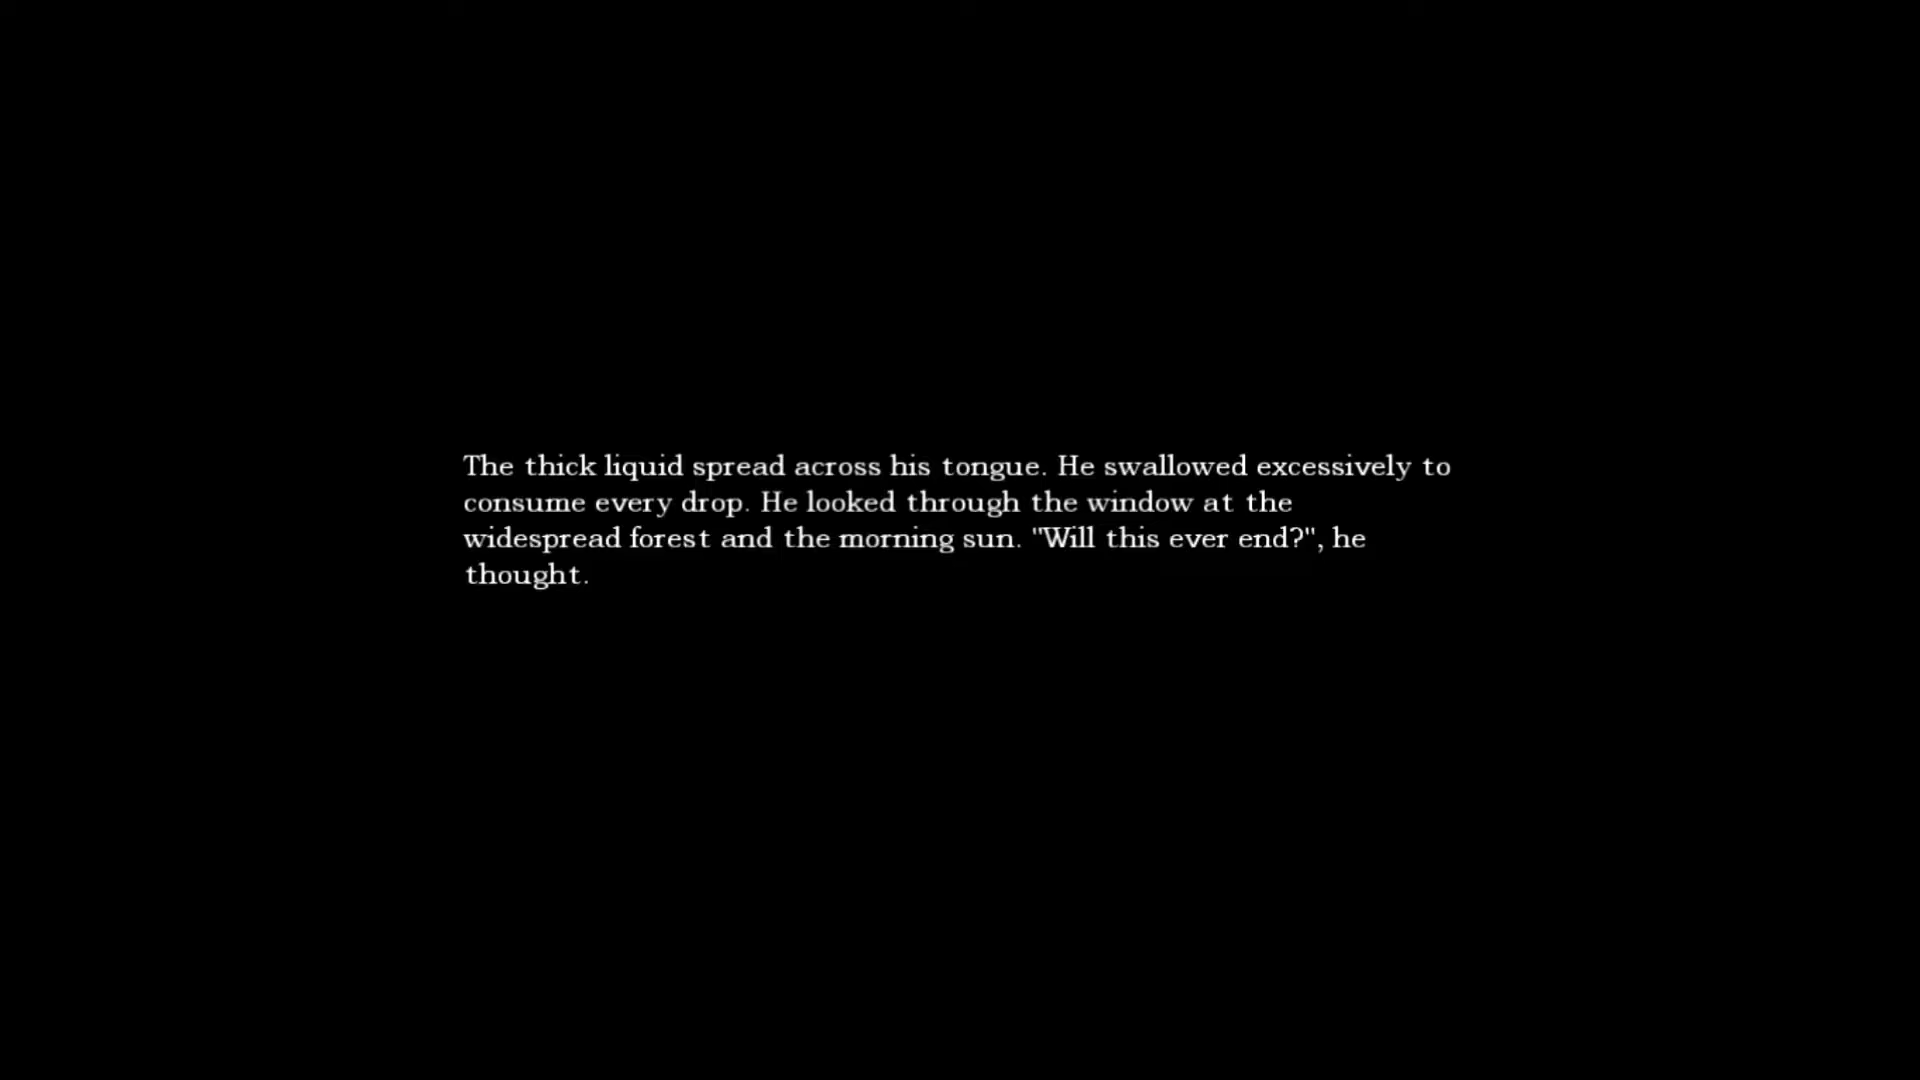 The thick liquid spread across his tongue. He swallowed excessively to
consume every drop. He looked through the window at the
widespread forest and the morning sun. "Will this ever end?", he
thought.